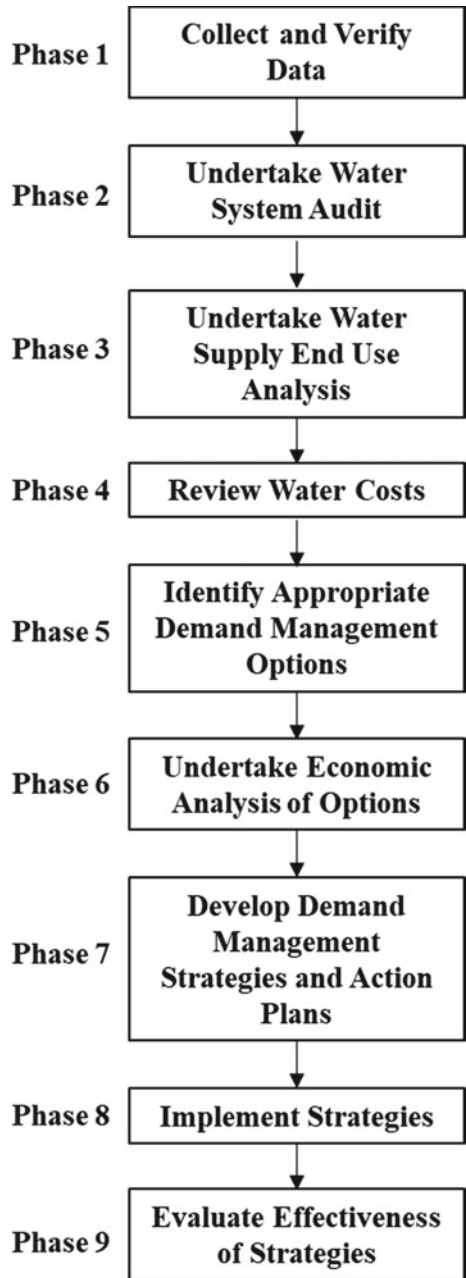 Phase 1
Collect and Verify
Data
Phase 2
Undertake Water
System Audit
Phase 3
Undertake Water
Supply End Use
Analysis
Phase 4
Review Water Costs
Phase 5
Identify Appropriate
Demand Management
Options
Phase 6
Undertake Economic
Analysis of Options
Phase 7
Develop Demand
Management
Strategies and Action
Plans
Phase 8
Implement Strategies
Phase 9
Evaluate Effectiveness
of Strategies